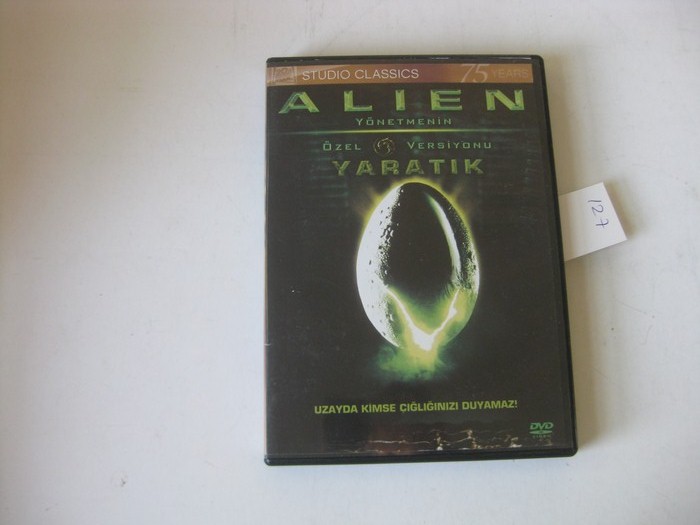 STUDIO CLASSICS 75 YEARS
ALIEN
YÖNETMENİN
ÖZEL VERSİYONU
YARATIK
UZAYDA KİMSE ÇIĞLIĞINIZI DUYAMAZ!
DVD
127